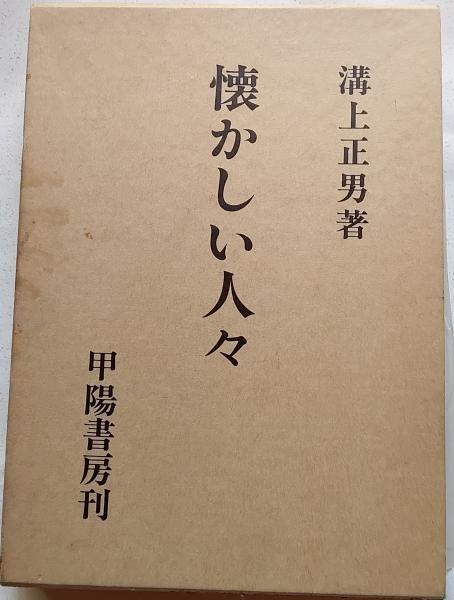 溝上正男著
懐かしい人々
甲陽書房刊